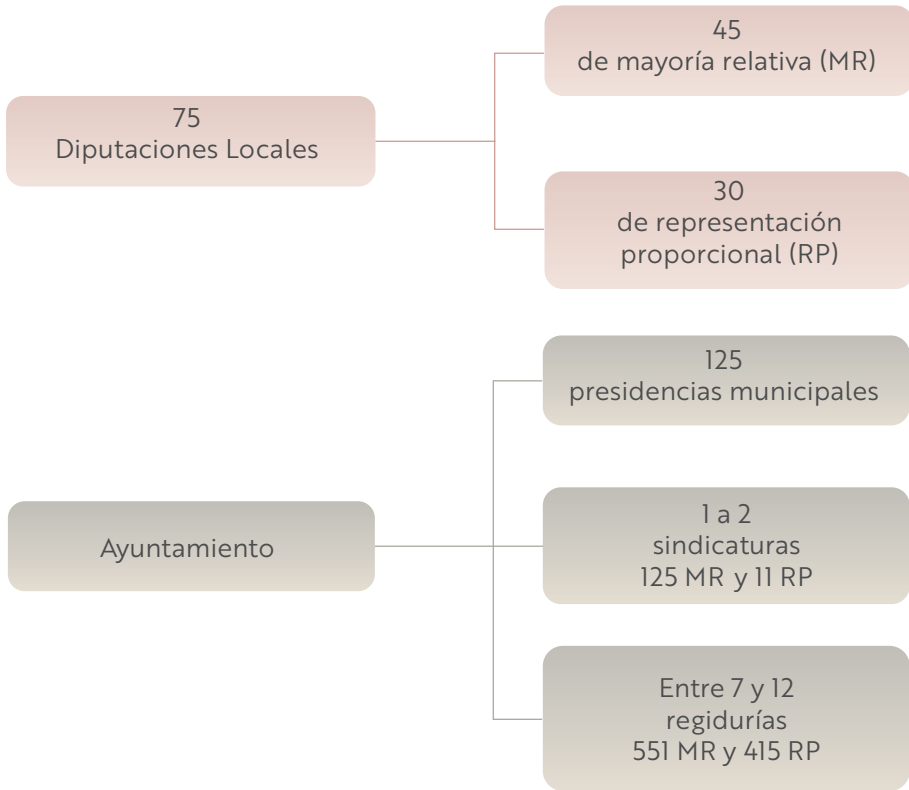 75
Diputaciones Locales
45
de mayoría relativa (MR)
30
de representación
proporcional (RP)
Ayuntamiento
125
presidencias municipales
1 a 2
sindicaturas
125 MR y 11 RP
Entre 7 y 12
regidurías
551 MR y 415 RP